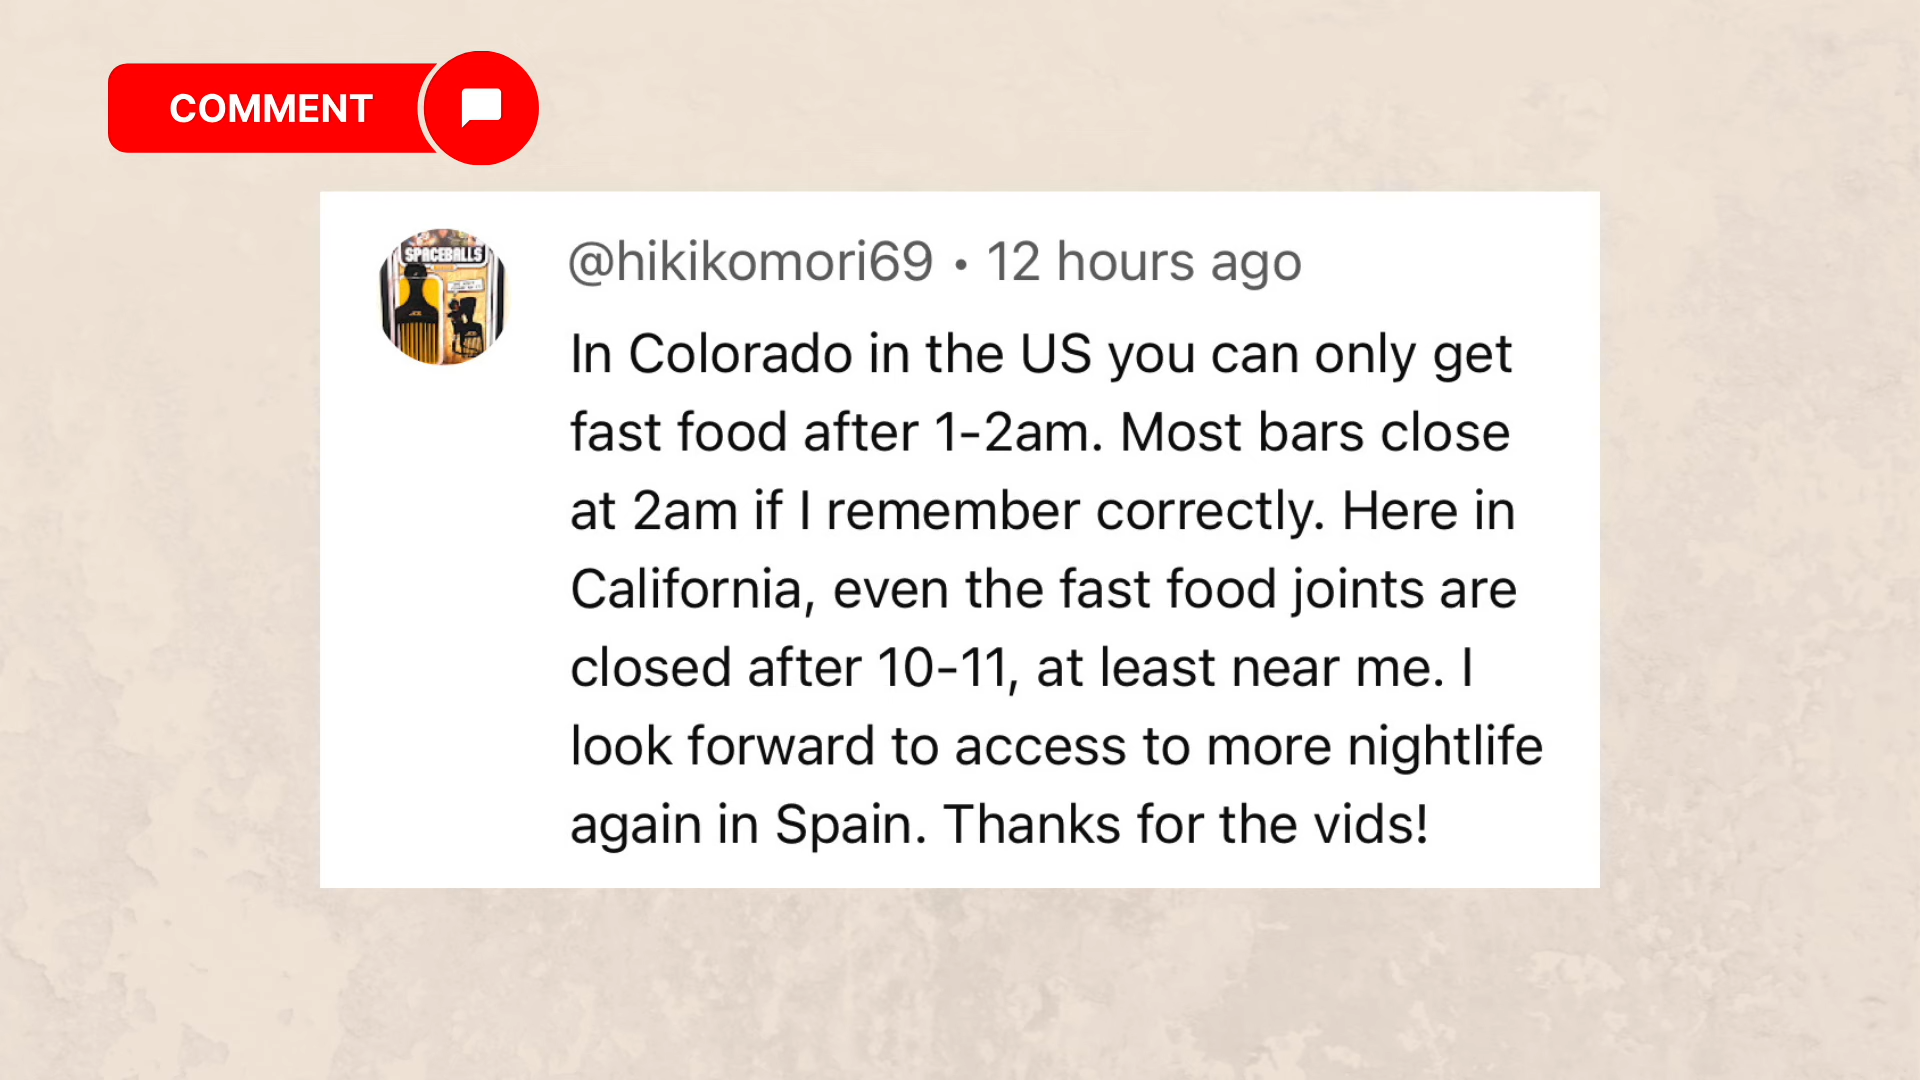 COMMENT
SPACEBALLS
@hikikomori69 • 12 hours ago
In Colorado in the US you can only get
fast food after 1-2am. Most bars close
at 2am if I remember correctly. Here in
California, even the fast food joints are
closed after 10-11, at least near me. I
look forward to access to more nightlife
again in Spain. Thanks for the vids!